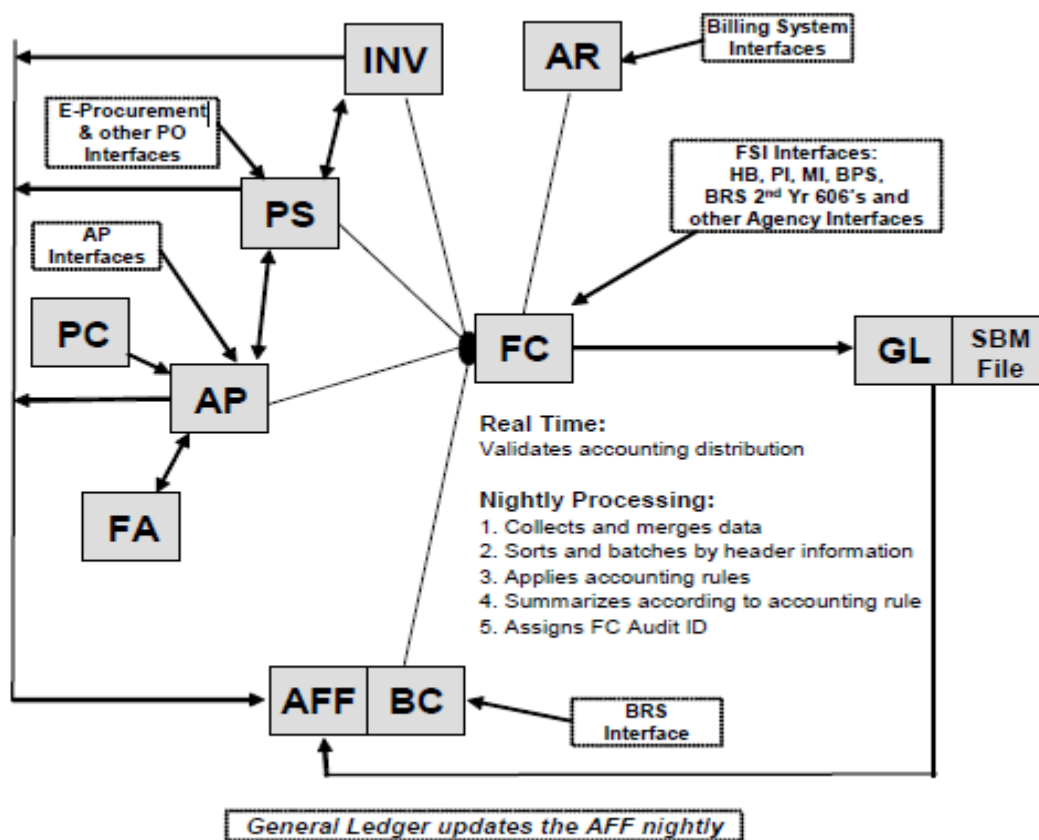 INV
AR
Billing System
Interfaces
E-Procurement
& other PO
Interfaces
FSI Interfaces:
HB, PI, MI, BPS,
BRS 2nd Yr 606's and
other Agency Interfaces
PS
AP
Interfaces
PC
FC
GL
SBM
File
AP
Real Time:
Validates accounting distribution
FA
Nightly Processing:
1. Collects and merges data
2. Sorts and batches by header information
3. Applies accounting rules
4. Summarizes according to accounting rule
5. Assigns FC Audit ID
AFF
BC
BRS
Interface
General Ledger updates the AFF nightly